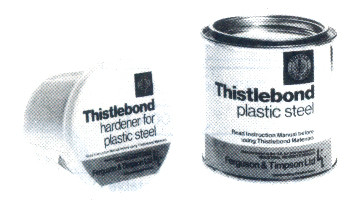 Thistlebond
hardener for
plastic steel
Ferguson & Timpson Ltd
Thistlebond
plastic steel
Read Instruction Manual before
using Thistlebond Materials
Ferguson & Timpson Ltd